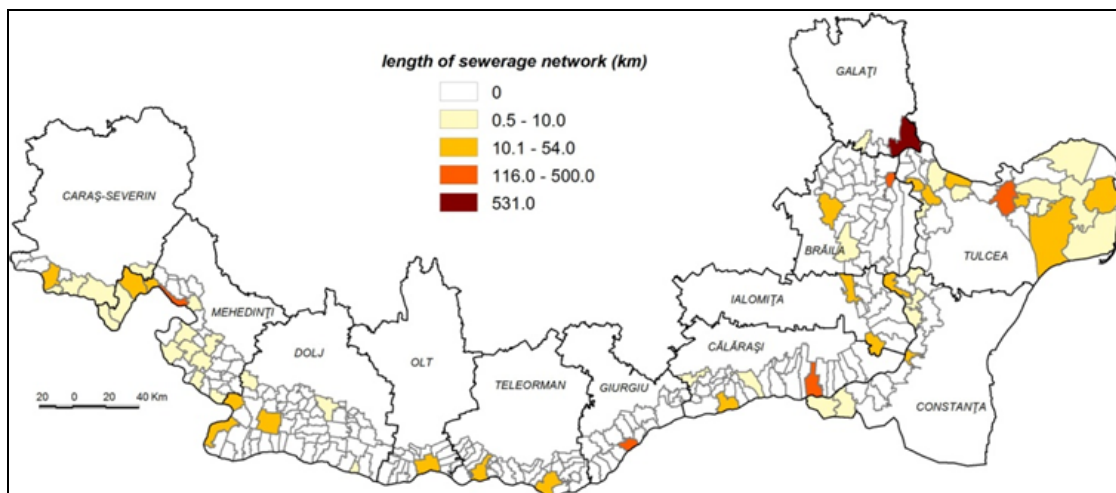 length of sewerage network (km)
0
0.5 - 10.0
10.1 - 54.0
116.0 - 500.0
531.0
GALAŢI
CARAŞ-SEVERIN
BRĂILA
TULCEA
MEHEDINŢI
IALOMIŢA
DOLJ
OLT
CĂLĂRAŞI
TELEORMAN
GIURGIU
CONSTANŢA
20 0 20 40 Km